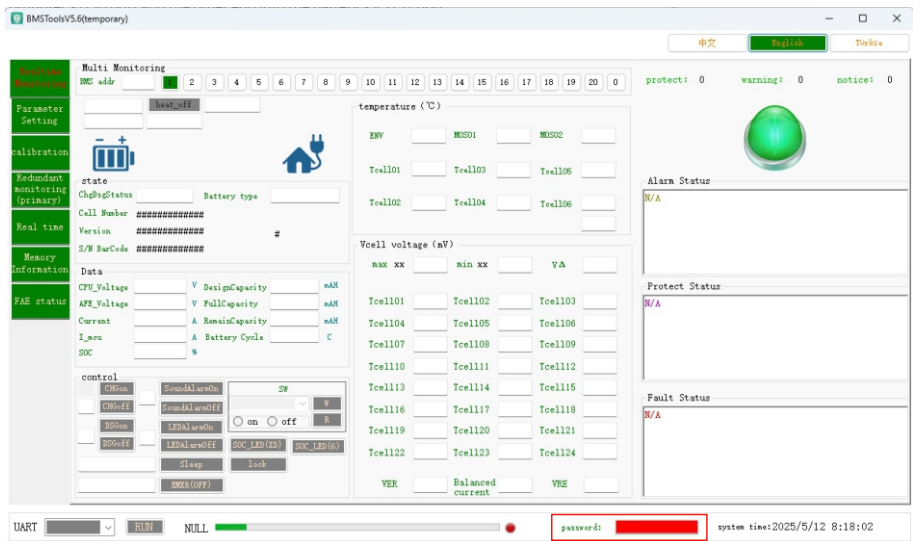 BMSToolsV5.6(temporary)
中文 English Türkçe
Realtime Monitoring
Multi Monitoring
BMS addr 1 2 3 4 5 6 7 8 9 10 11 12 13 14 15 16 17 18 19 20 0
protect: 0 warning: 0 notice: 0
Parameter Setting
heat_off
temperature (℃)
ENV MOS01 MOS02
calibration
Tcell01 Tcell03 Tcell05
Redundant monitoring (primary)
state
ChgDsgStatus Battery type
Tcell02 Tcell04 Tcell06
Alarm Status
N/A
Cell Number #############
Real time
Version ############# #
S/N BarCode #############
Vcell voltage (mV)
max xx min xx ▽Δ
Memory Information
Data
CPU_Voltage V DesignCapacity mAH
Protect Status
N/A
FAE status
AFE_Voltage V FullCapacity mAH
Tcell01 Tcell02 Tcell03
Current A RemainCapacity mAH
Tcell04 Tcell05 Tcell06
I_mcu A Battery Cycle C
Tcell07 Tcell08 Tcell09
SOC %
Tcell10 Tcell11 Tcell12
control
CHGon SoundAlarmOn SW
Tcell13 Tcell14 Tcell15
CHGoff SoundAlarmOff W
Tcell16 Tcell17 Tcell18
Fault Status
N/A
DSGon LEDAlarmOn on off R
Tcell19 Tcell20 Tcell21
DSGoff LEDAlarmOff SOC_LED(XD) SOC_LED(6)
Tcell22 Tcell23 Tcell24
Sleep lock
EMER(OFF)
VER Balanced current VRE
UART RUN NULL password: system time:2025/5/12 8:18:02